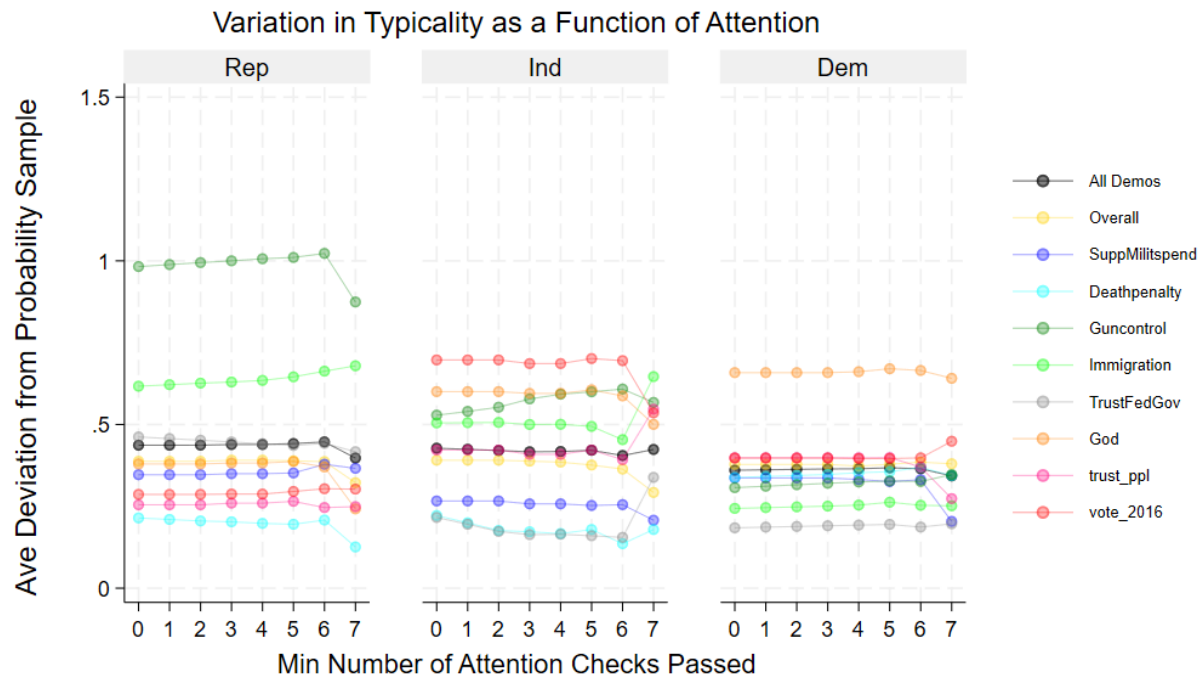 Variation in Typicality as a Function of Attention
Rep Ind Dem
Ave Deviation from Probability Sample
1.5
1
.5
0
0 1 2 3 4 5 6 7 0 1 2 3 4 5 6 7 0 1 2 3 4 5 6 7
Min Number of Attention Checks Passed
All Demos
Overall
SuppMilitspend
Deathpenalty
Guncontrol
Immigration
TrustFedGov
God
trust_ppl
vote_2016